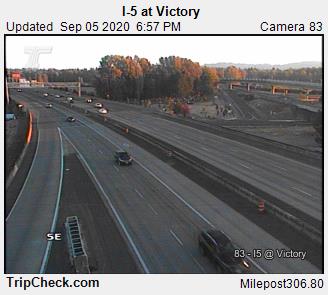 I-5 at Victory
Updated Sep 05 2020 6:57 PM Camera 83
SE
83 - I5 @ Victory
TripCheck.com Milepost306.80